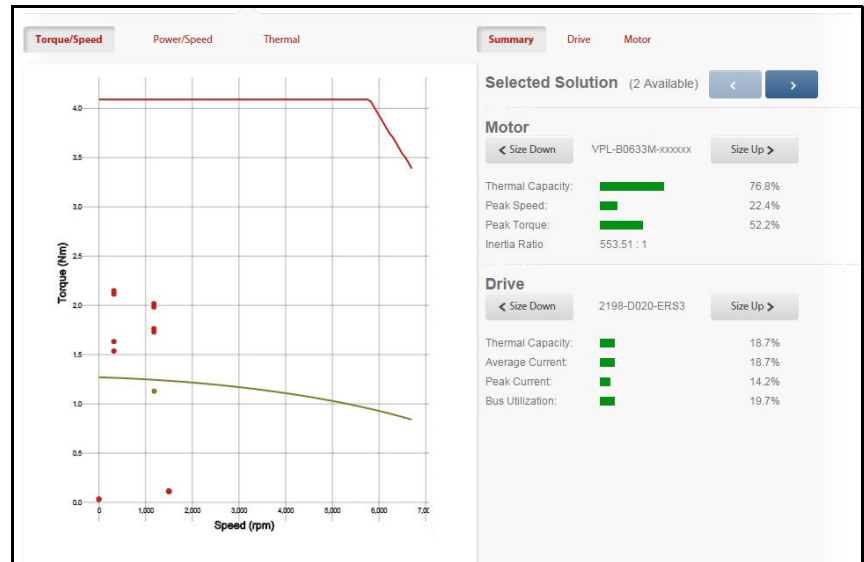 Torque/Speed Power/Speed Thermal
4.0
3.5
3.0
2.5
2.0
1.5
1.0
0.5
0.0
Torque (Nm)
0 1,000 2,000 3,000 4,000 5,000 6,000 7,00
Speed (rpm)
Summary Drive Motor
Selected Solution (2 Available) < >
Motor
< Size Down VPL-B0633M-xxxxxx Size Up >
Thermal Capacity: 76.8%
Peak Speed: 22.4%
Peak Torque: 52.2%
Inertia Ratio 553.51 : 1
Drive
< Size Down 2198-D020-ERS3 Size Up >
Thermal Capacity: 18.7%
Average Current: 18.7%
Peak Current: 14.2%
Bus Utilization: 19.7%